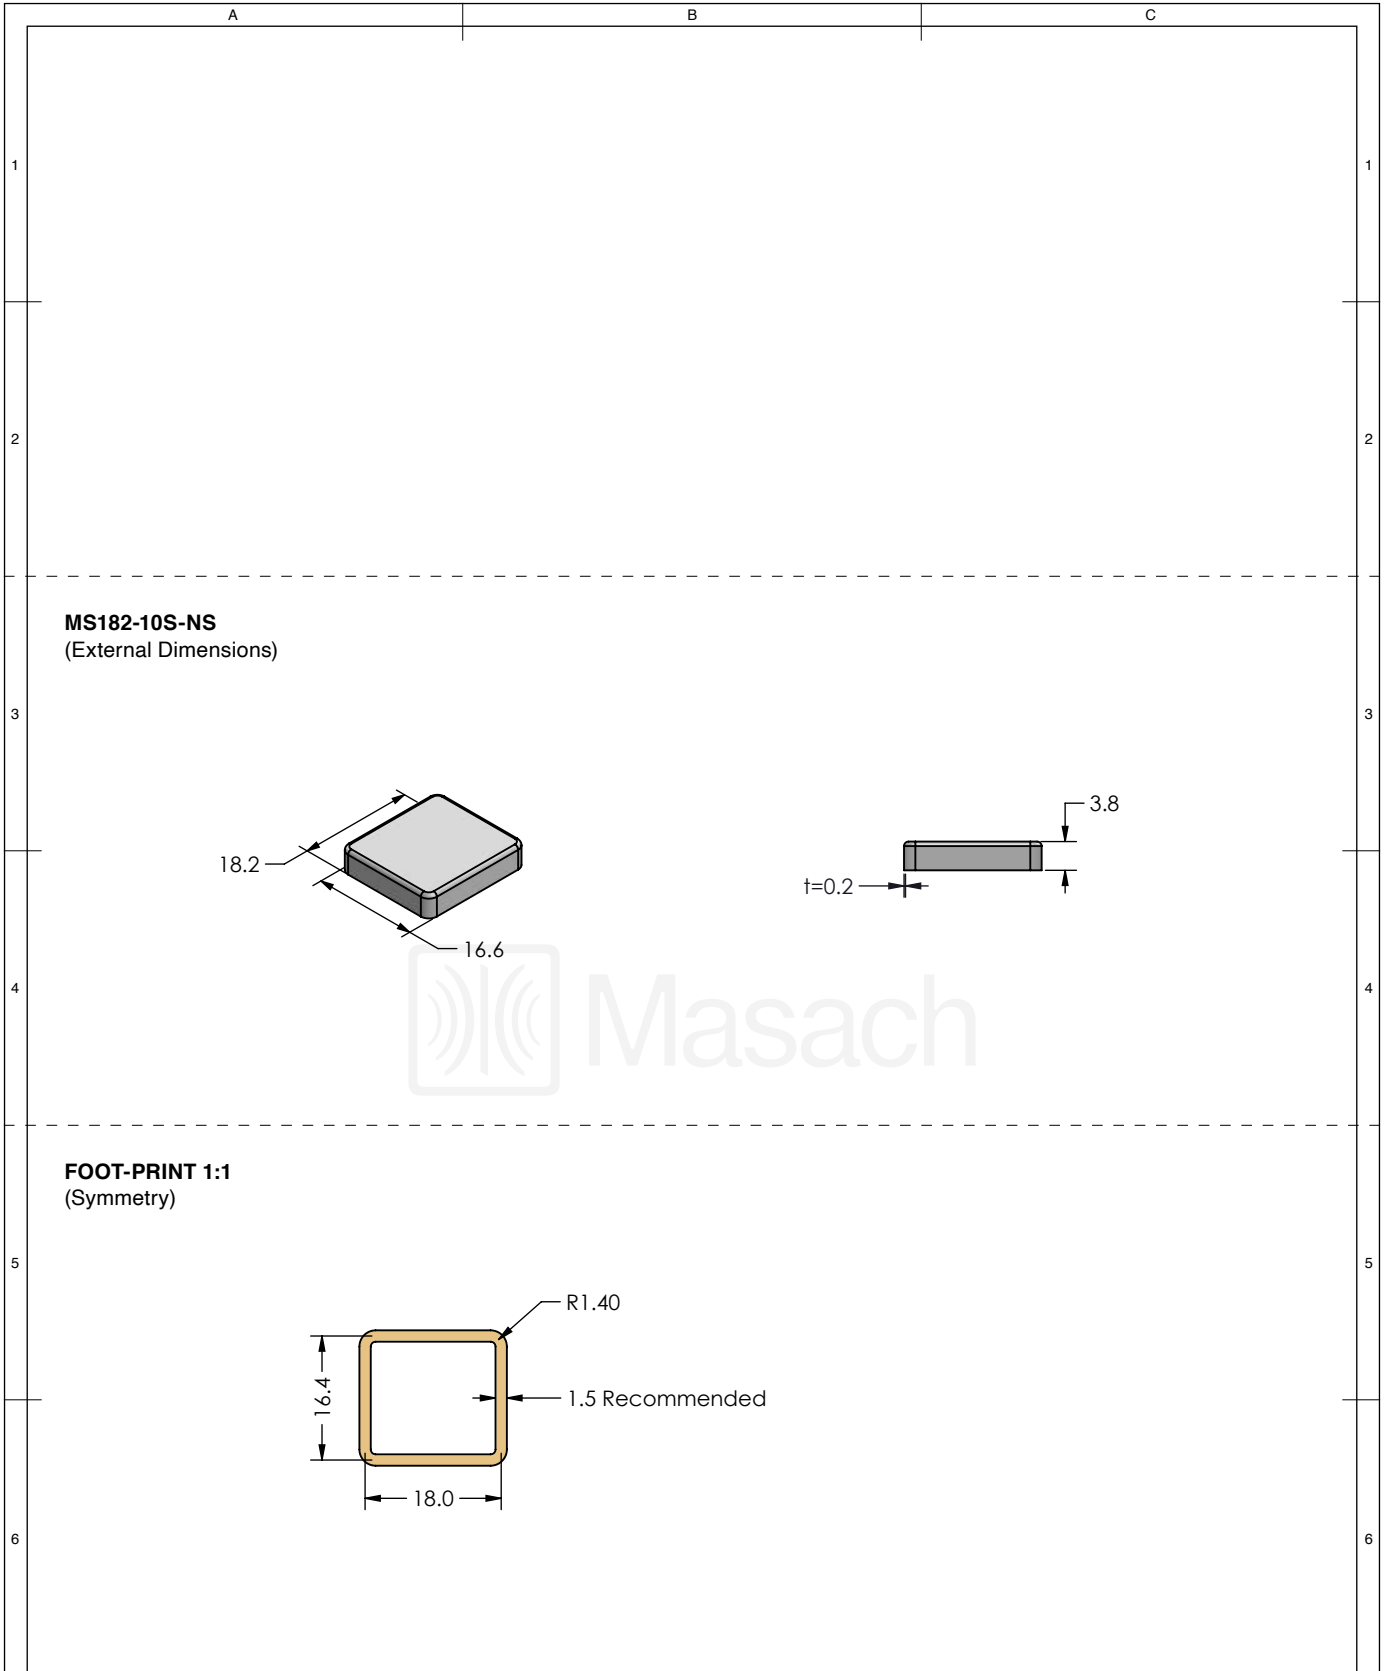 A B C
1 1
2 2
MS182-10S-NS
(External Dimensions)
3 3
3.8
18.2
t=0.2
16.6
Masach
4 4
FOOT-PRINT 1:1
(Symmetry)
5 5
R1.40
16.4
1.5 Recommended
18.0
6 6